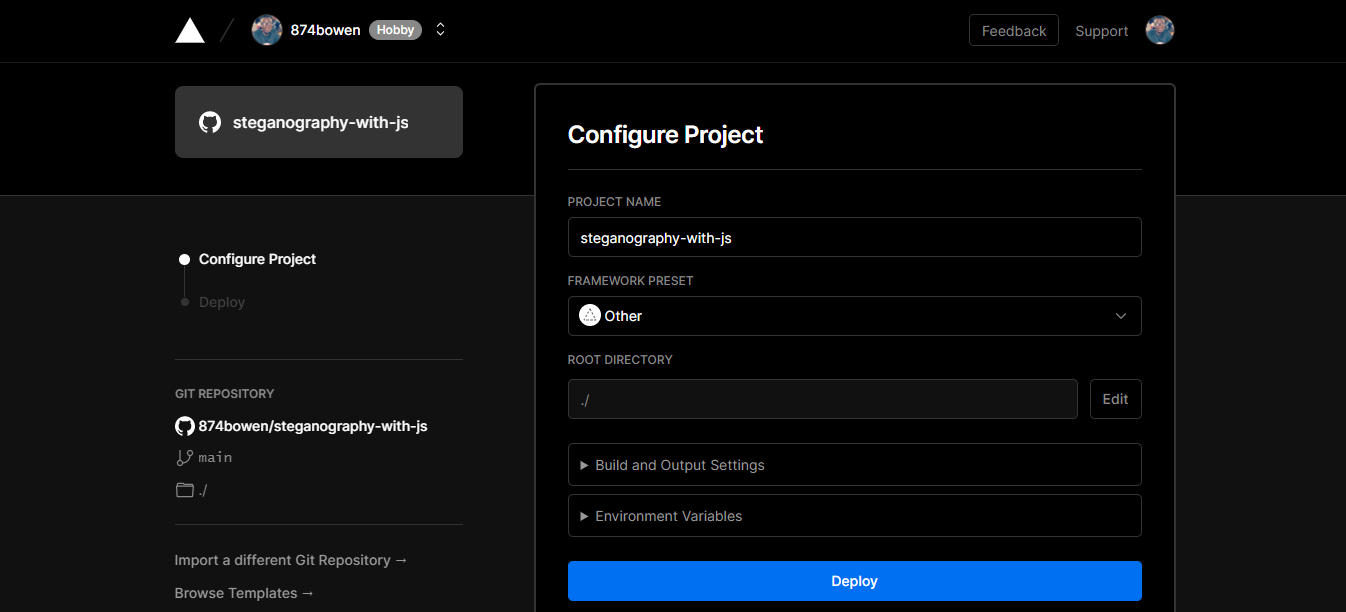 874bowen Hobby
Feedback Support
steganography-with-js
Configure Project
Deploy
GIT REPOSITORY
874bowen/steganography-with-js
main
./
Import a different Git Repository →
Browse Templates →
Configure Project
PROJECT NAME
steganography-with-js
FRAMEWORK PRESET
Other
ROOT DIRECTORY
./ Edit
Build and Output Settings
Environment Variables
Deploy